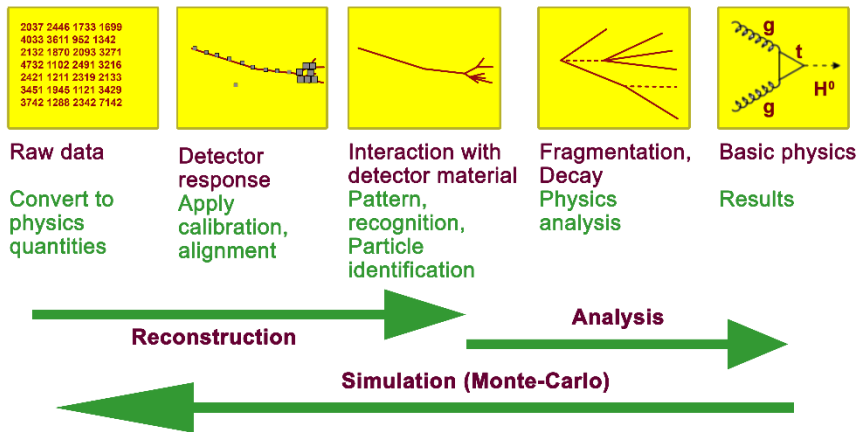 2037 2446 1733 1699
4033 3611 952 1342
2132 1870 2093 3271
4732 1102 2491 3216
2421 1211 2319 2133
3451 1945 1121 3429
3742 1288 2342 7142
g
t
H⁰
g
Raw data
Convert to
physics
quantities
Detector
response
Apply
calibration,
alignment
Interaction with
detector material
Pattern,
recognition,
Particle
identification
Fragmentation,
Decay
Physics
analysis
Basic physics
Results
Reconstruction
Analysis
Simulation (Monte-Carlo)